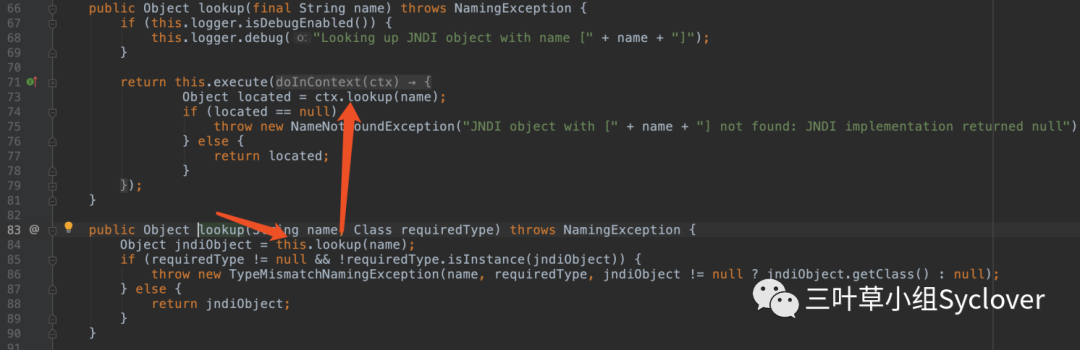 66 public Object lookup(final String name) throws NamingException {
67 if (this.logger.isDebugEnabled()) {
68 this.logger.debug( o: "Looking up JNDI object with name [" + name + "]");
69 }
70
71 return this.execute(doInContext(ctx) → {
73 Object located = ctx.lookup(name);
74 if (located == null)
75 throw new NameNotFoundException("JNDI object with [" + name + "] not found: JNDI implementation returned null")
76 } else {
77 return located;
78 }
79 });
81 }
82
83 @ public Object lookup(String name, Class requiredType) throws NamingException {
84 Object jndiObject = this.lookup(name);
85 if (requiredType != null && !requiredType.isInstance(jndiObject)) {
86 throw new TypeMismatchNamingException(name, requiredType, jndiObject != null ? jndiObject.getClass() : null);
87 } else {
88 return jndiObject;
89 }
90 }
91
三叶草小组Syclover